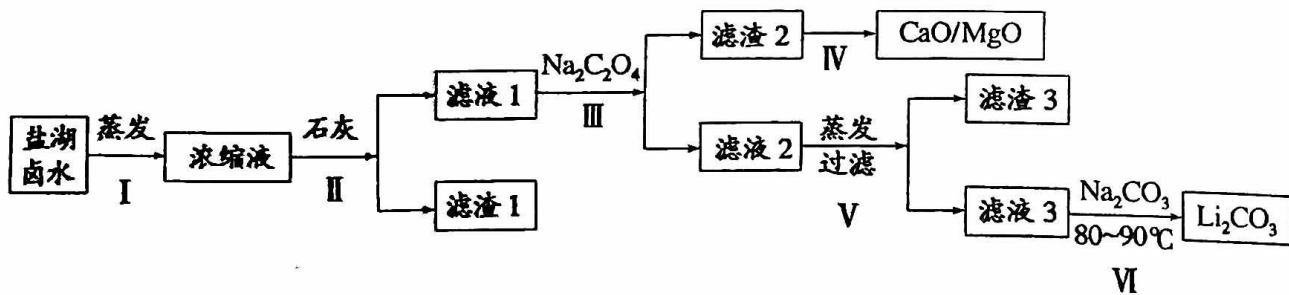 盐湖
卤水
蒸发
Ⅰ
浓缩液
石灰
Ⅱ
滤液 1
滤渣 1
Na₂C₂O₄
Ⅲ
滤渣 2
Ⅳ
CaO/MgO
滤液 2
蒸发
过滤
Ⅴ
滤渣 3
滤液 3
Na₂CO₃
80~90℃
Ⅵ
Li₂CO₃